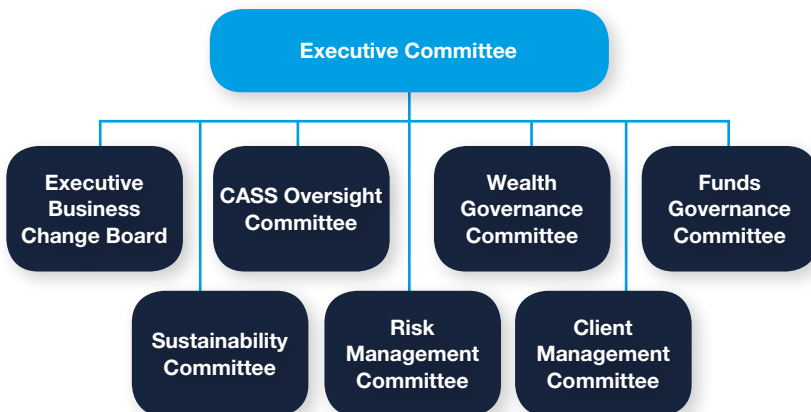 Executive Committee
Executive
Business
Change Board
CASS Oversight
Committee
Wealth
Governance
Committee
Funds
Governance
Committee
Sustainability
Committee
Risk
Management
Committee
Client
Management
Committee